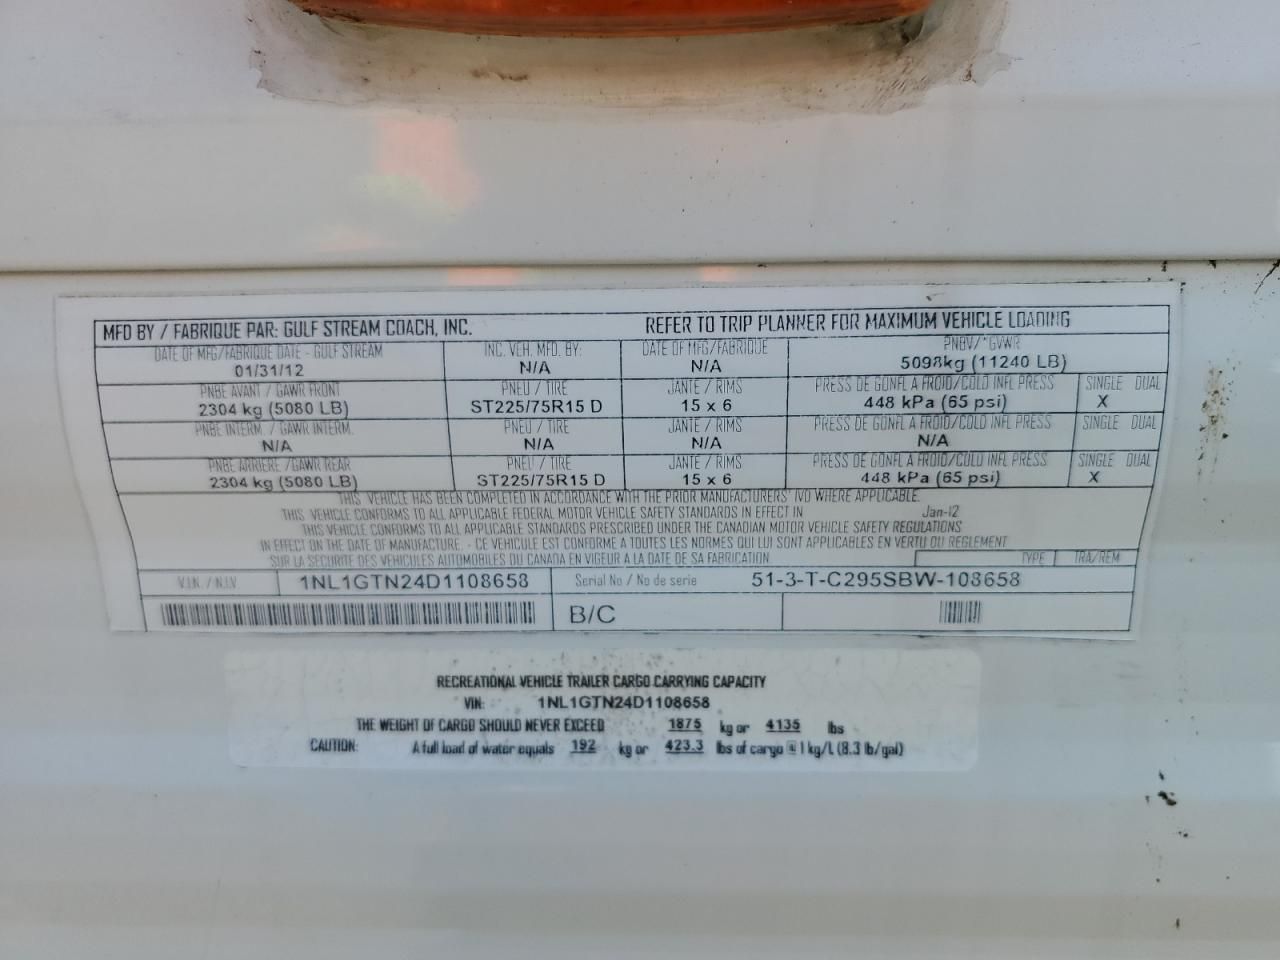 MFD BY / FABRIQUE PAR: GULF STREAM COACH, INC. REFER TO TRIP PLANNER FOR MAXIMUM VEHICLE LOADING
DATE OF MFG/FABRIQUE DATE - GULF STREAM INC. VEH. MFD. BY: DATE OF MFG/FABRIQUE PNBV/*GVWR
01/31/12 N/A N/A 5098kg (11240 LB)
PNBE AVANT / GAWR FRONT PNEU / TIRE JANTE / RIMS PRESS DE GONFL A FROID/COLD INFL PRESS SINGLE DUAL
2304 kg (5080 LB) ST225/75R15 D 15 x 6 448 kPa (65 psi) X
PNBE INTERM. / GAWR INTERM. PNEU / TIRE JANTE / RIMS PRESS DE GONFL A FROID/COLD INFL PRESS SINGLE DUAL
N/A N/A N/A N/A
PNBE ARRIERE /GAWR REAR PNEU / TIRE JANTE / RIMS PRESS DE GONFL A FROID/COLD INFL PRESS SINGLE DUAL
2304 kg (5080 LB) ST225/75R15 D 15 x 6 448 kPa (65 psi) X
THIS VEHICLE HAS BEEN COMPLETED IN ACCORDANCE WITH THE PRIOR MANUFACTURERS' IVD WHERE APPLICABLE.
THIS VEHICLE CONFORMS TO ALL APPLICABLE FEDERAL MOTOR VEHICLE SAFETY STANDARDS IN EFFECT IN Jan-12
THIS VEHICLE CONFORMS TO ALL APPLICABLE STANDARDS PRESCRIBED UNDER THE CANADIAN MOTOR VEHICLE SAFETY REGULATIONS
IN EFFECT ON THE DATE OF MANUFACTURE. - CE VEHICULE EST CONFORME A TOUTES LES NORMES QUI LUI SONT APPLICABLES EN VERTU DU REGLEMENT
SUR LA SECURITE DES VEHICULES AUTOMOBILES DU CANADA EN VIGEUR A LA DATE DE SA FABRICATION. TYPE TRA/REM
V.I.N. / N.I.V 1NL1GTN24D1108658 Serial No / No de serie 51-3-T-C295SBW-108658
B/C
RECREATIONAL VEHICLE TRAILER CARGO CARRYING CAPACITY
VIN: 1NL1GTN24D1108658
THE WEIGHT OF CARGO SHOULD NEVER EXCEED 1875 kg or 4135 lbs
CAUTION: A full load of water equals 192 kg or 423.3 lbs of cargo @ 1 kg/L (8.3 lb/gal)